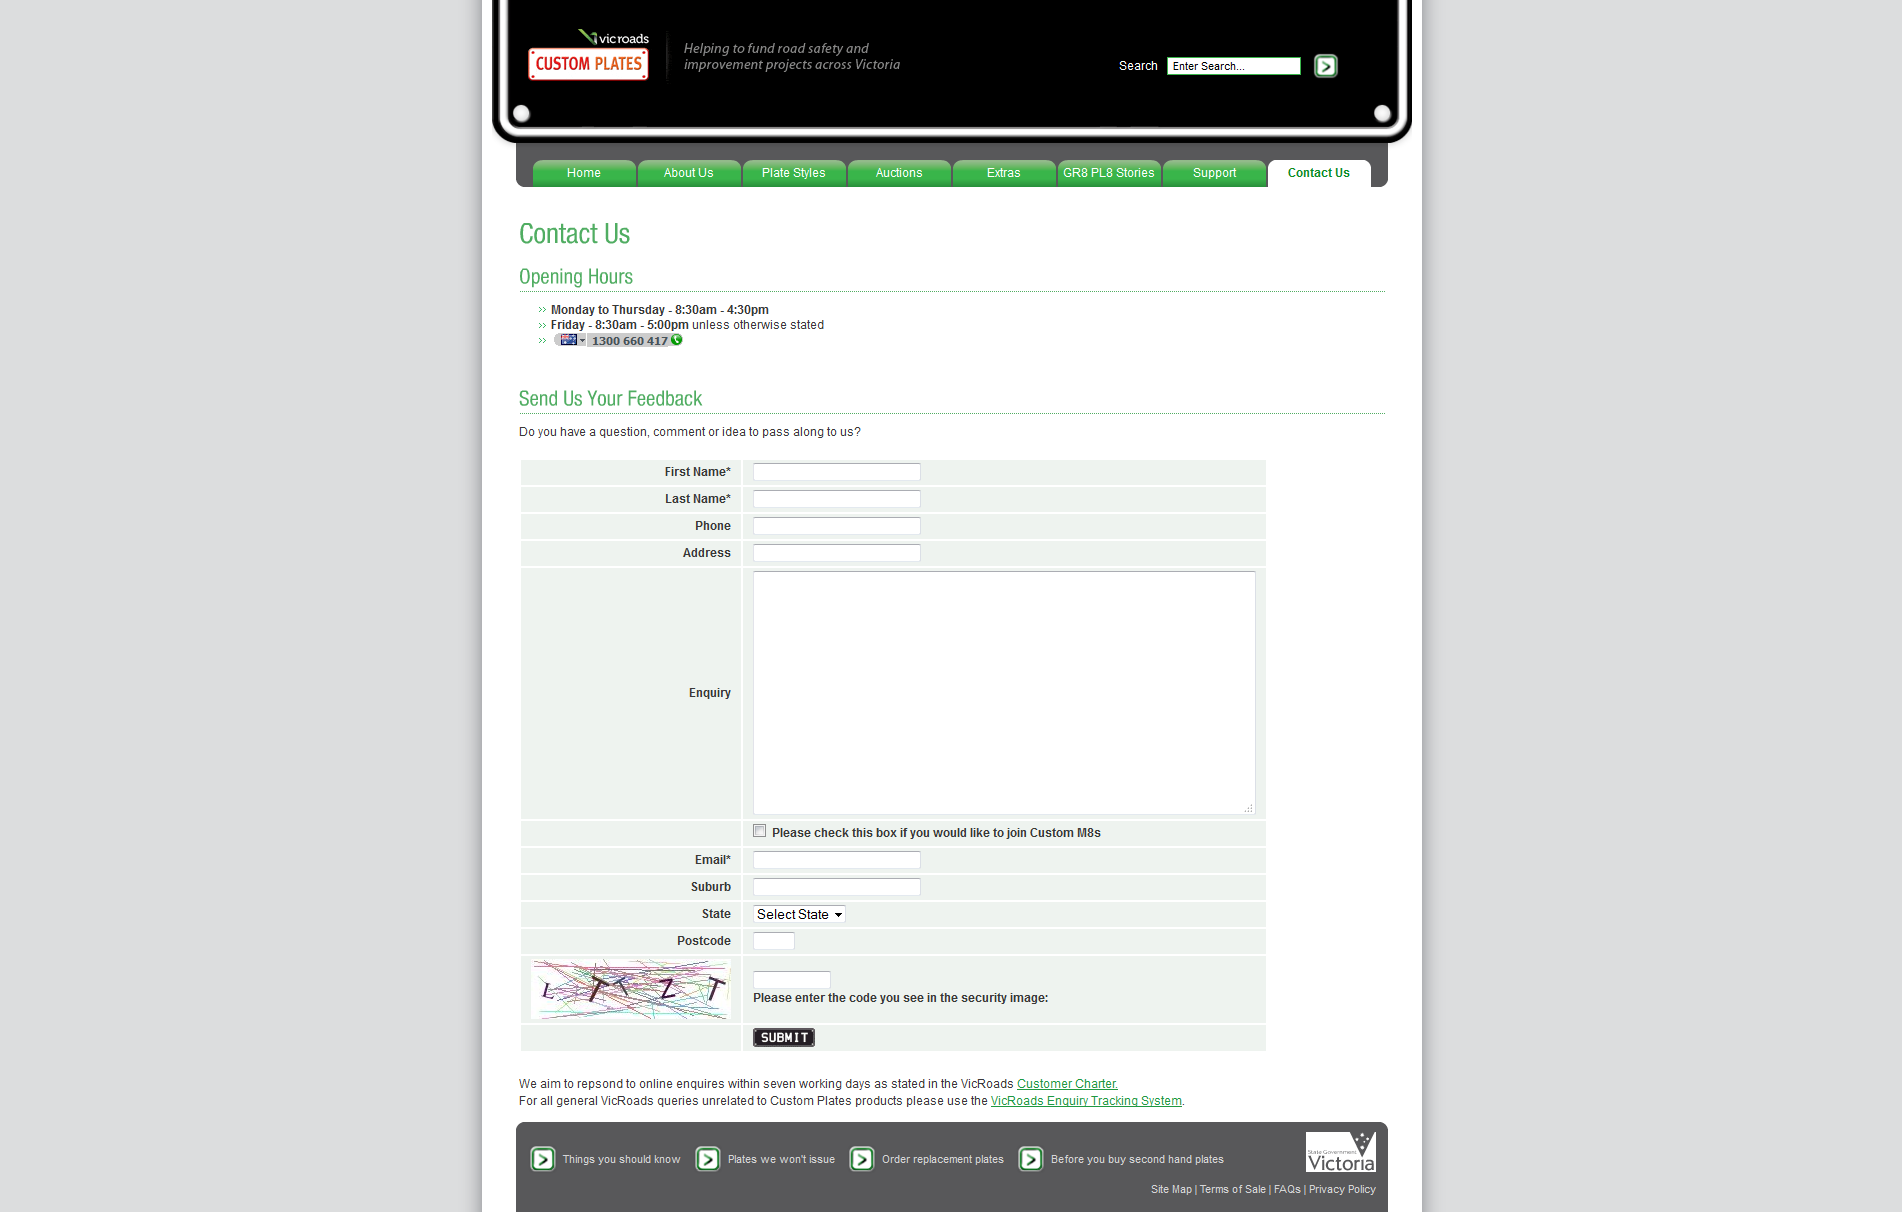 vicroads
CUSTOM PLATES
Helping to fund road safety and
improvement projects across Victoria
Search Enter Search...
Home About Us Plate Styles Auctions Extras GR8 PL8 Stories Support Contact Us
Contact Us
Opening Hours
Monday to Thursday - 8:30am - 4:30pm
Friday - 8:30am - 5:00pm unless otherwise stated
1300 660 417
Send Us Your Feedback
Do you have a question, comment or idea to pass along to us?
First Name*
Last Name*
Phone
Address
Enquiry
Please check this box if you would like to join Custom M8s
Email*
Suburb
State Select State
Postcode
Please enter the code you see in the security image:
SUBMIT
We aim to repsond to online enquires within seven working days as stated in the VicRoads Customer Charter.
For all general VicRoads queries unrelated to Custom Plates products please use the VicRoads Enquiry Tracking System.
Things you should know Plates we won't issue Order replacement plates Before you buy second hand plates
State Government
Victoria
Site Map | Terms of Sale | FAQs | Privacy Policy